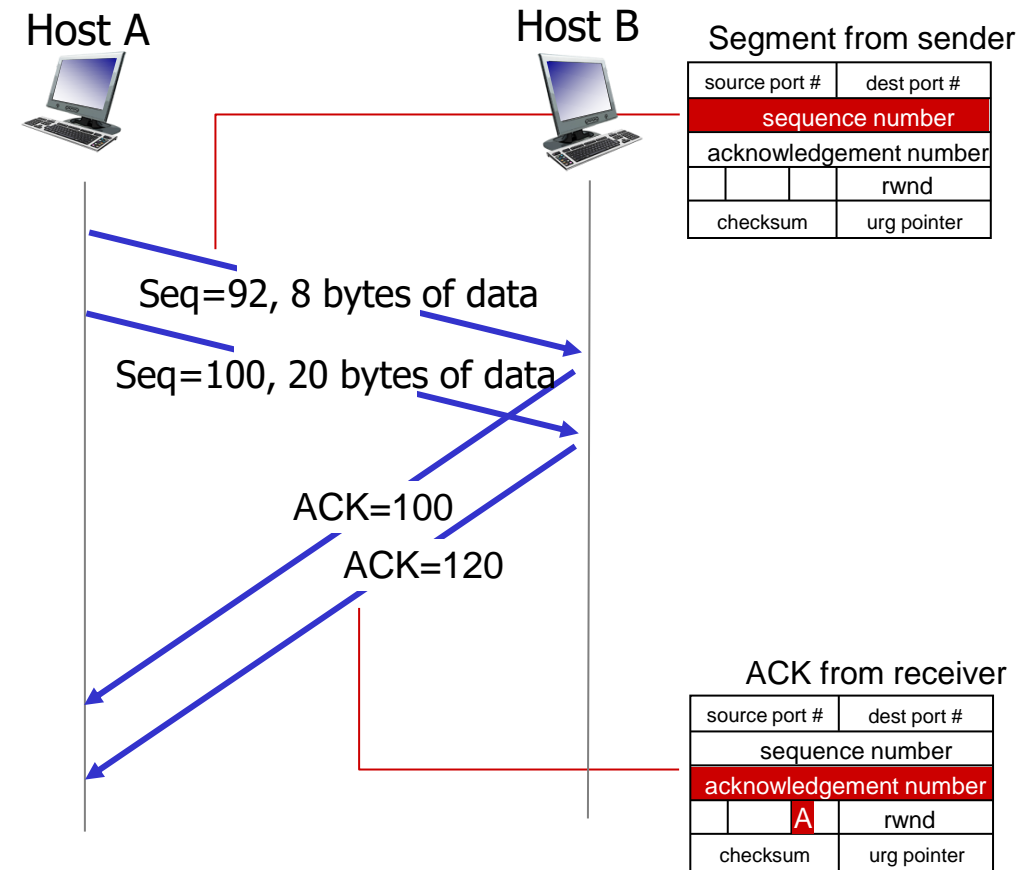 Host A
Host B
Segment from sender
source port #
dest port #
sequence number
acknowledgement number
rwnd
checksum
urg pointer
Seq=92, 8 bytes of data
Seq=100, 20 bytes of data
ACK=100
ACK=120
ACK from receiver
source port #
dest port #
sequence number
acknowledgement number
A
rwnd
checksum
urg pointer